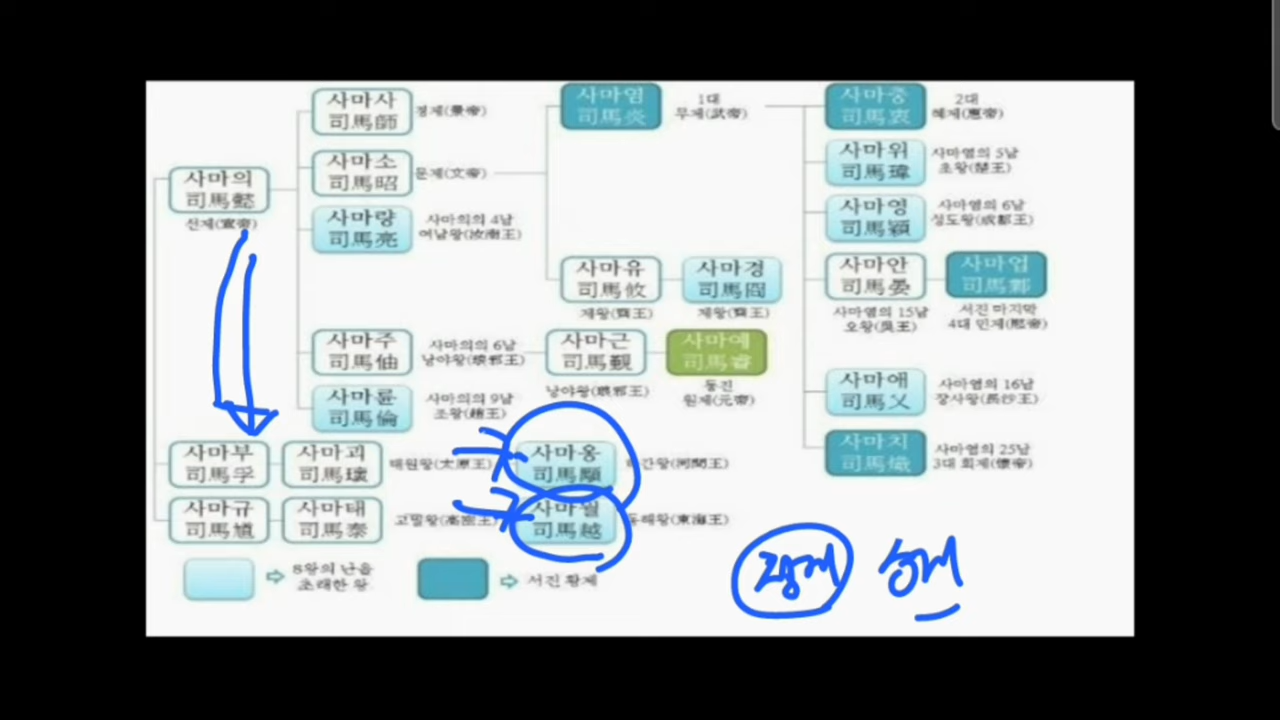 사마사
司馬師
경제(景帝)
사마염
司馬炎
1대
무제(武帝)
사마충
司馬衷
2대
혜제(惠帝)
사마의
司馬懿
선제(宣帝)
사마소
司馬昭
문제(文帝)
사마위
司馬瑋
사마염의 5남
초왕(楚王)
사마량
司馬亮
사마의의 4남
여남왕(汝南王)
사마영
司馬穎
사마염의 6남
성도왕(成都王)
사마유
司馬攸
제왕(齊王)
사마경
司馬冏
제왕(齊王)
사마안
司馬晏
사마염의 15남
오왕(吳王)
사마업
司馬鄴
서진 마지막
4대 민제(愍帝)
사마주
司馬伷
사마의의 6남
낭야왕(琅邪王)
사마근
司馬覲
낭야왕(琅邪王)
사마예
司馬睿
동진
원제(元帝)
사마륜
司馬倫
사마의의 9남
조왕(趙王)
사마애
司馬乂
사마염의 16남
장사왕(長沙王)
사마부
司馬孚
사마괴
司馬瓌
태원왕(太原王)
사마옹
司馬顒
간왕(河間王)
사마치
司馬熾
사마염의 25남
3대 회제(懷帝)
사마규
司馬馗
사마태
司馬泰
고밀왕(高密王)
사마월
司馬越
동해왕(東海王)
8왕의 난을
초래한 왕
서진 황제